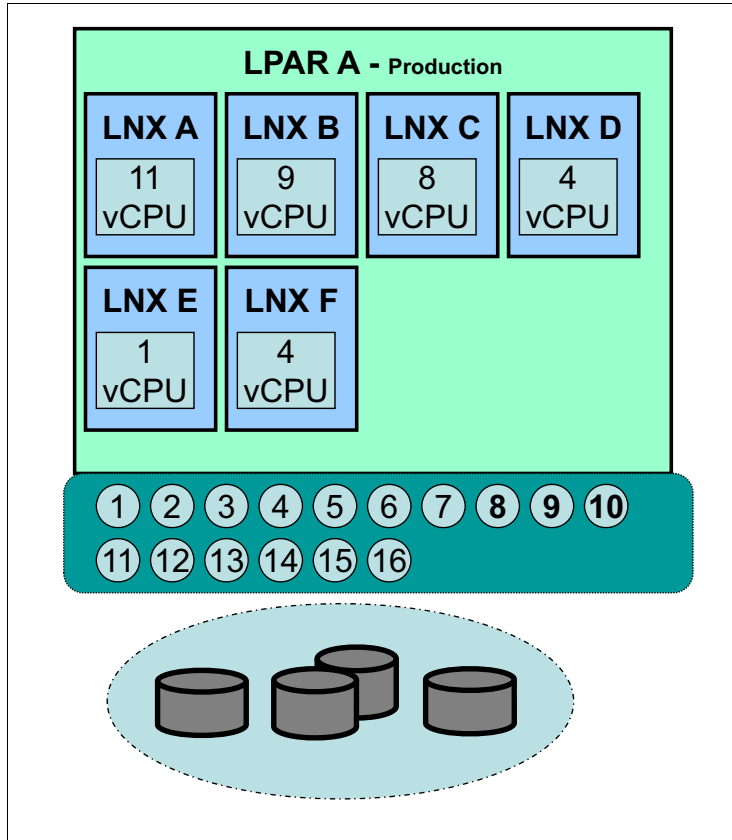 LPAR A - Production
LNX A LNX B LNX C LNX D
11 9 8 4
vCPU vCPU vCPU vCPU
LNX E LNX F
1 4
vCPU vCPU
1 2 3 4 5 6 7 8 9 10
11 12 13 14 15 16